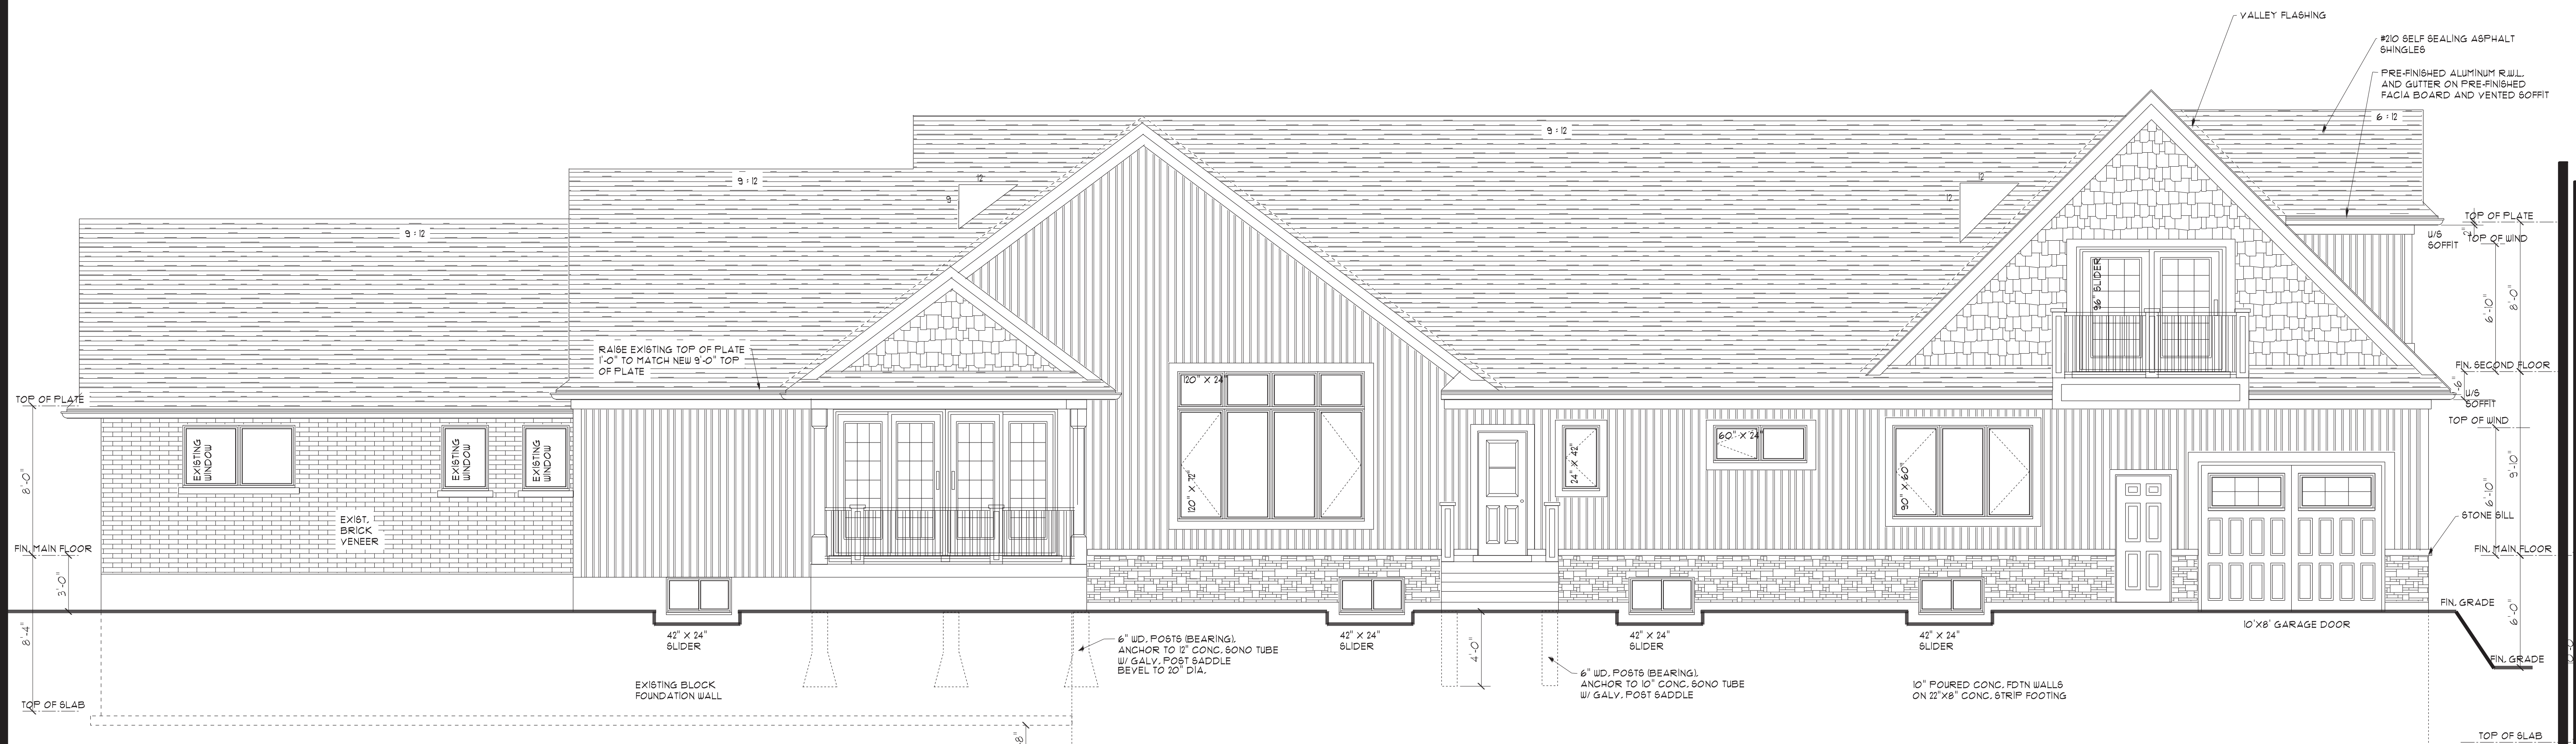 VALLEY FLASHING
#210 SELF SEALING ASPHALT
SHINGLES
PRE-FINISHED ALUMINUM R.W.L.
AND GUTTER ON PRE-FINISHED
FACIA BOARD AND VENTED SOFFIT
6 : 12
9 : 12
9 : 12
9 : 12
12
9
12
12
TOP OF PLATE
U/S
SOFFIT
2"
TOP OF WIND
96" SLIDER
6'-10"
8'-0"
RAISE EXISTING TOP OF PLATE
1'-0" TO MATCH NEW 9'-0" TOP
OF PLATE
FIN. SECOND FLOOR
U/S
SOFFIT
TOP OF PLATE
120" X 24"
TOP OF WIND
EXISTING
WINDOW
EXISTING
WINDOW
EXISTING
WINDOW
8'-0"
120" X 72"
24" X 42"
60" X 24"
90" X 60"
9'-10"
6'-10"
STONE SILL
EXIST.
BRICK
VENEER
FIN. MAIN FLOOR
FIN. MAIN FLOOR
3'-0"
FIN. GRADE
6'-0"
10'X8' GARAGE DOOR
8'-4"
42" X 24"
SLIDER
42" X 24"
SLIDER
42" X 24"
SLIDER
42" X 24"
SLIDER
6" WD. POSTS (BEARING),
ANCHOR TO 12" CONC. SONO TUBE
W/ GALV. POST SADDLE
BEVEL TO 20" DIA.
4'-0"
FIN. GRADE
6" WD. POSTS (BEARING),
ANCHOR TO 10" CONC. SONO TUBE
W/ GALV. POST SADDLE
EXISTING BLOCK
FOUNDATION WALL
10" POURED CONC. FDTN WALLS
ON 22"X8" CONC. STRIP FOOTING
TOP OF SLAB
TOP OF SLAB